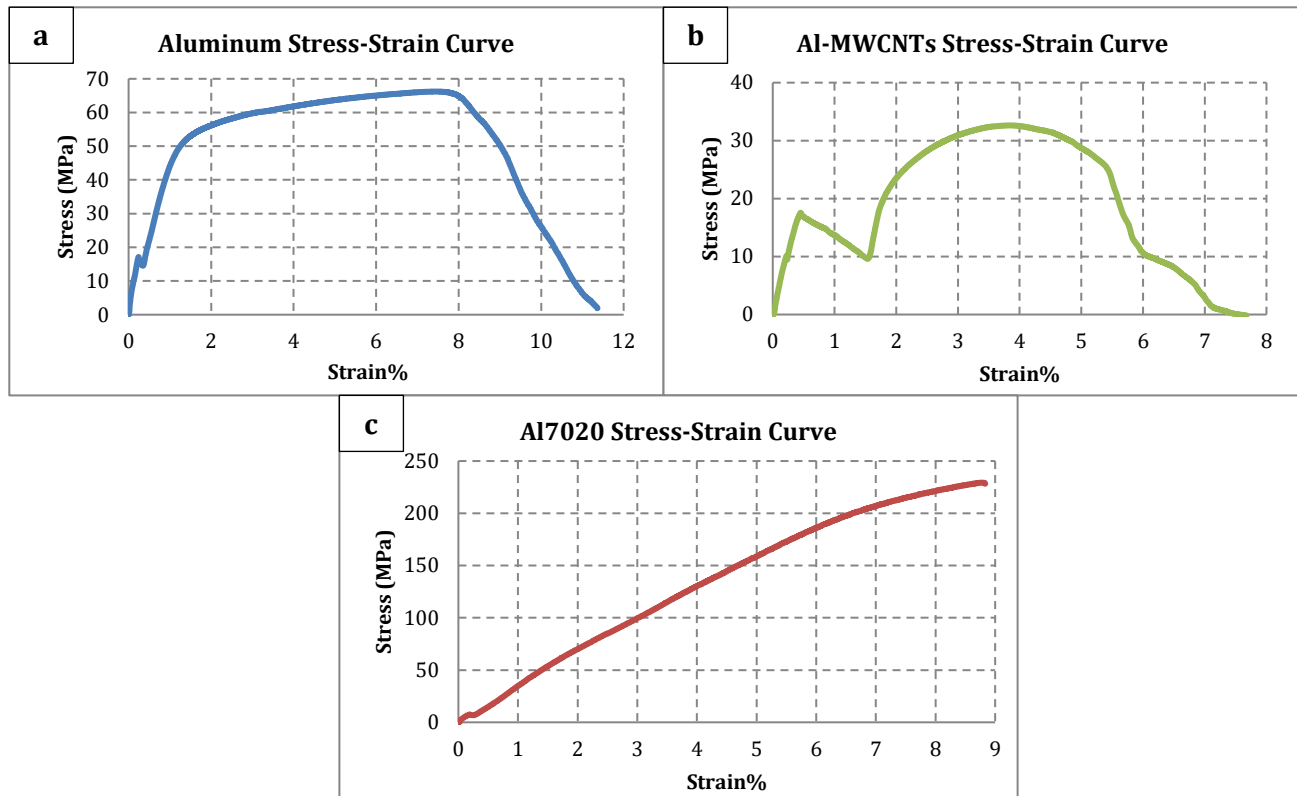 a
Aluminum Stress-Strain Curve
Stress (MPa)
70
60
50
40
30
20
10
0
0 2 4 6 8 10 12
Strain%
b
Al-MWCNTs Stress-Strain Curve
Stress (MPa)
40
30
20
10
0
0 1 2 3 4 5 6 7 8
Strain%
c
Al7020 Stress-Strain Curve
Stress (MPa)
250
200
150
100
50
0
0 1 2 3 4 5 6 7 8 9
Strain%